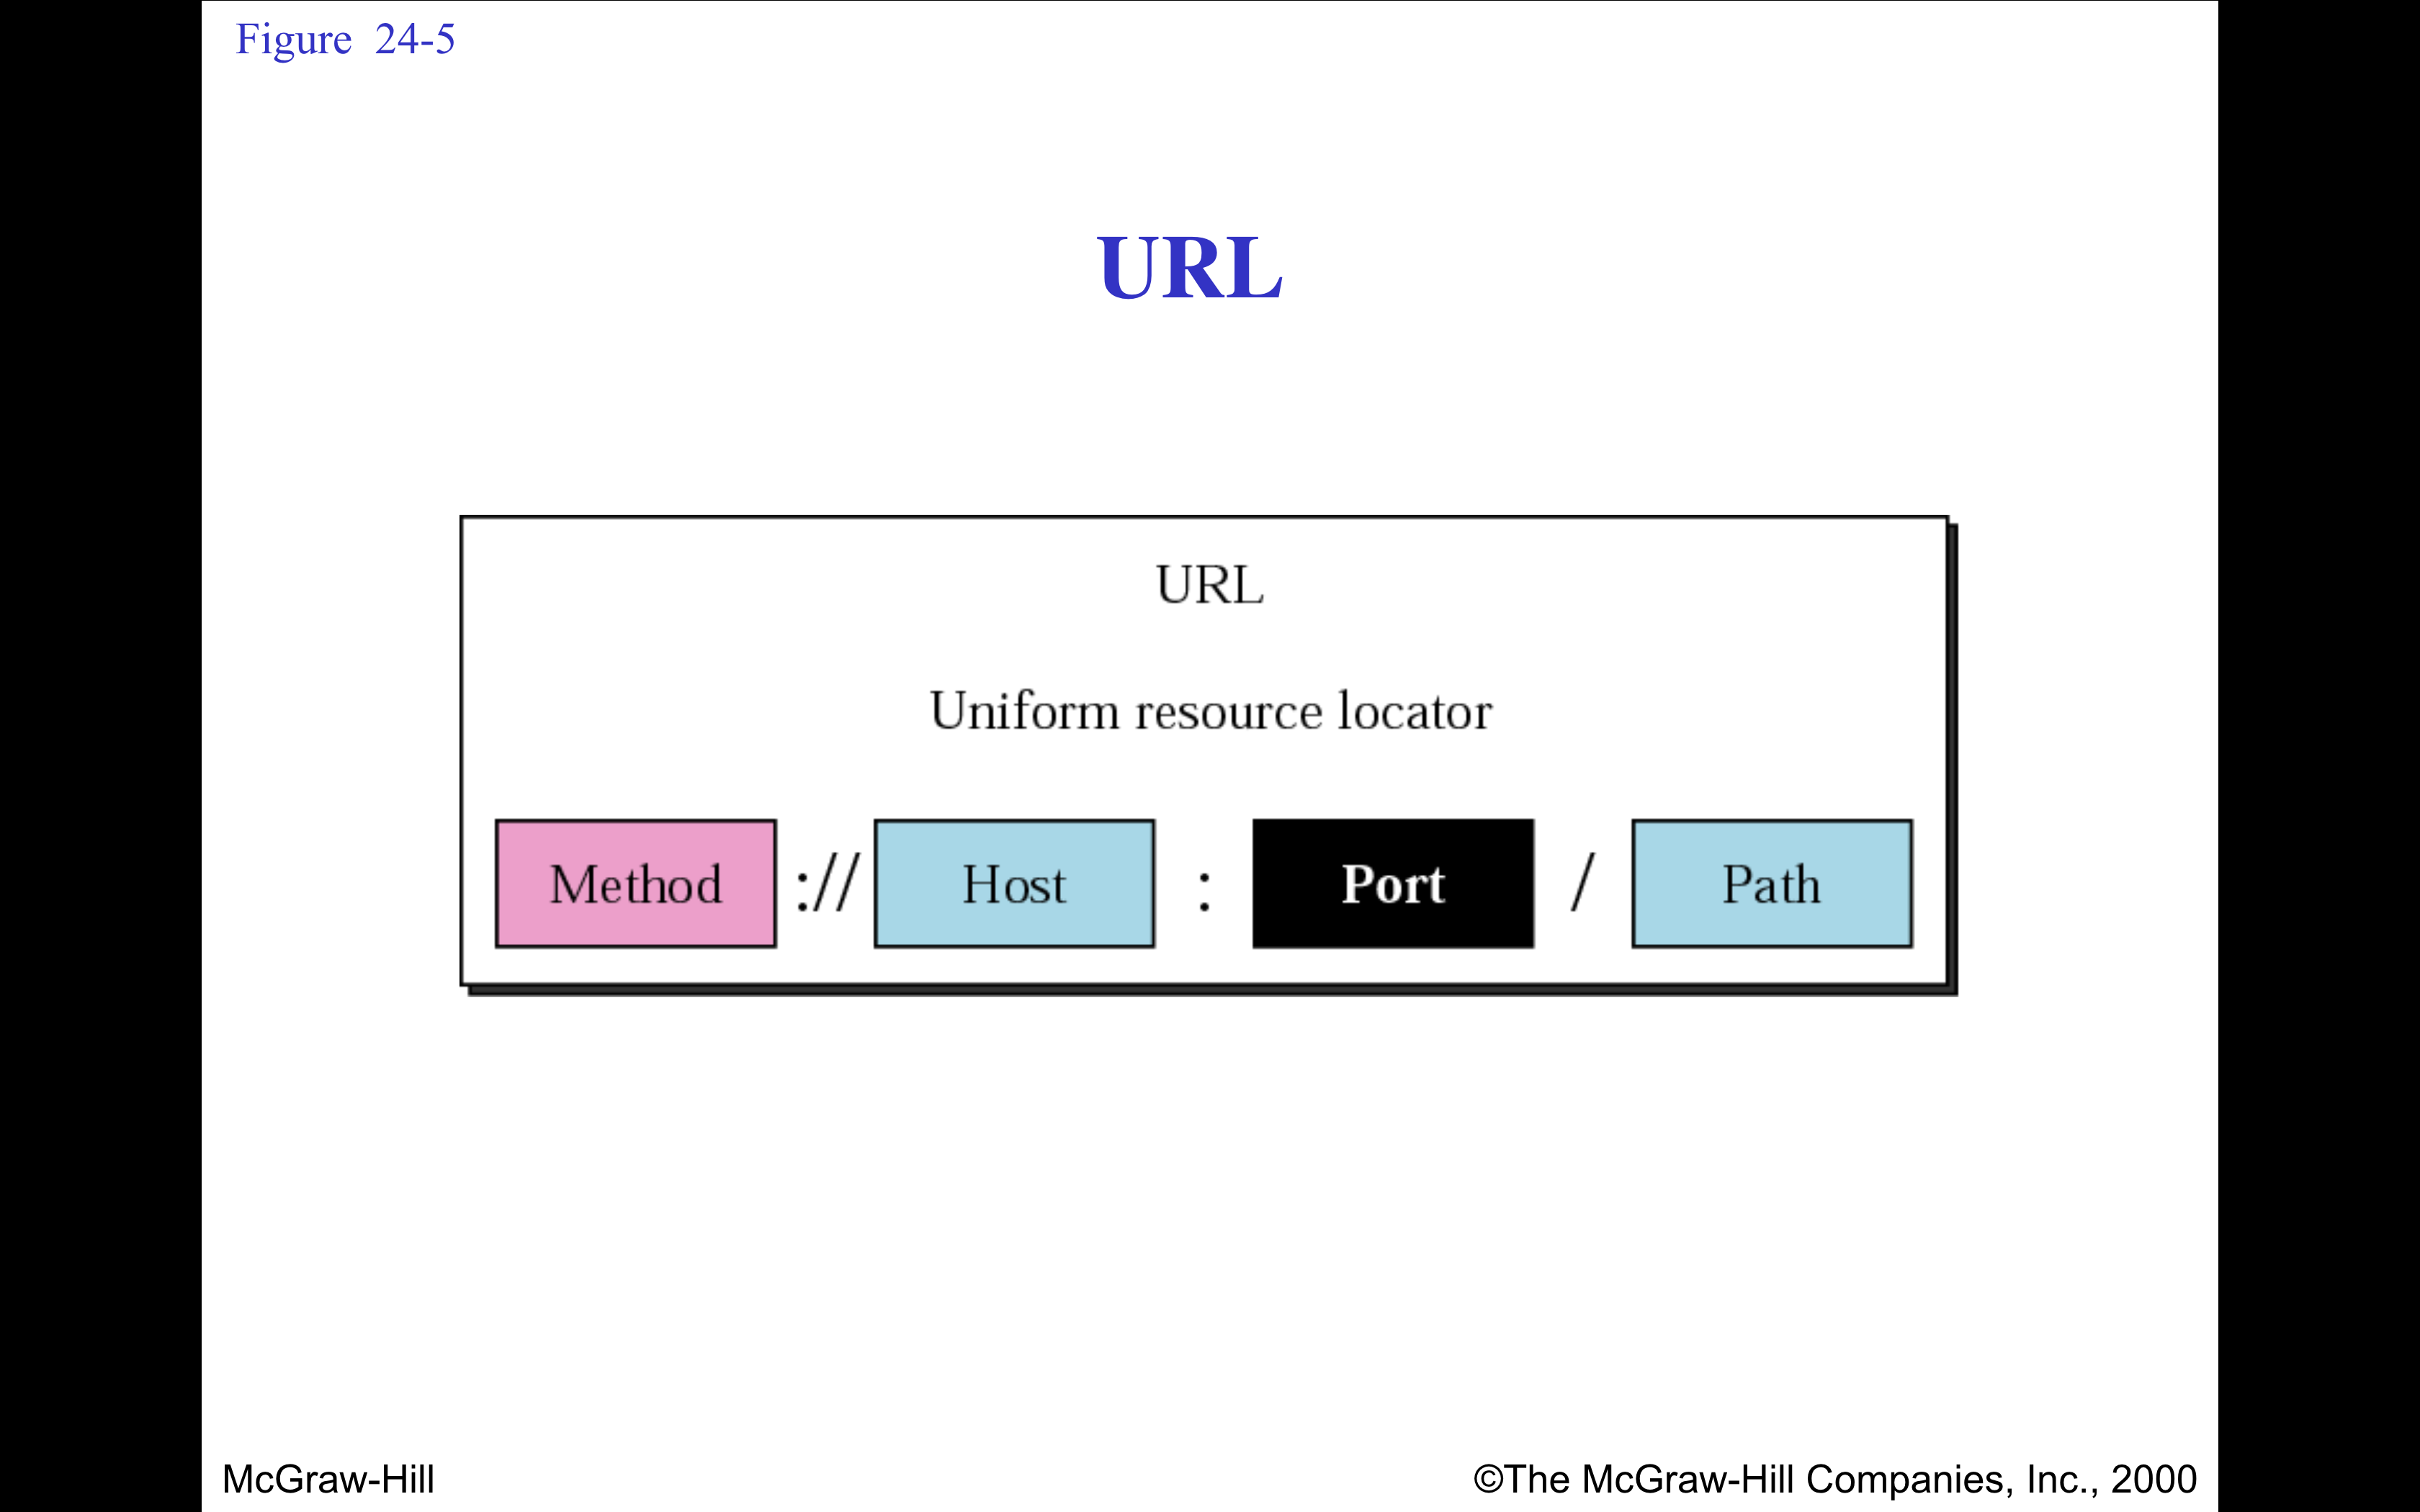 Figure 24-5
URL
URL
Uniform resource locator
Method :// Host : Port / Path
McGraw-Hill ©The McGraw-Hill Companies, Inc., 2000